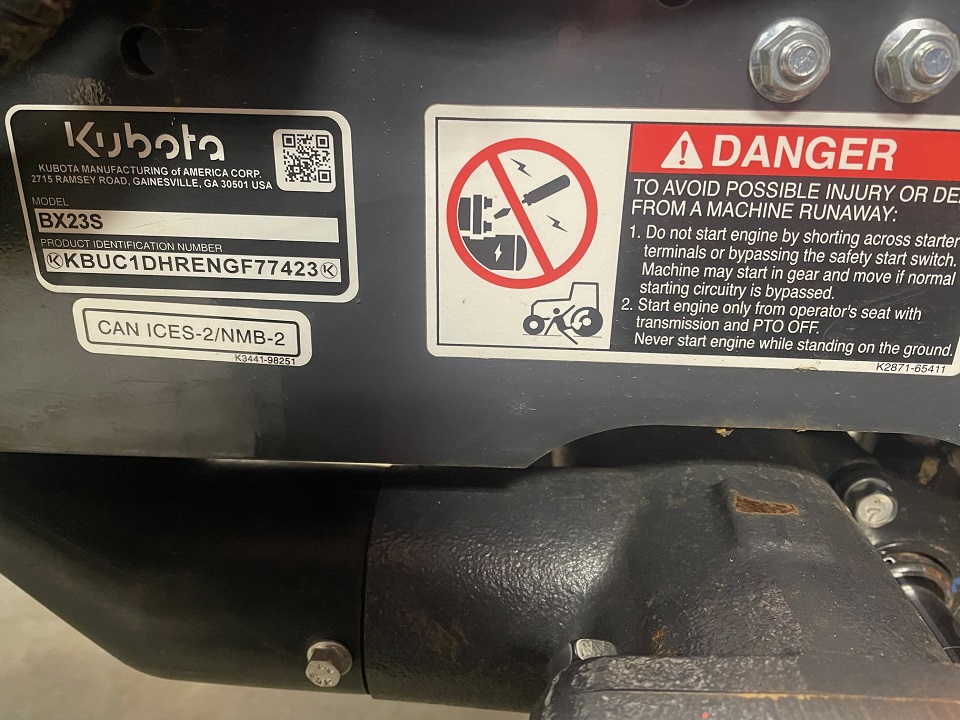 Kubota
KUBOTA MANUFACTURING of AMERICA CORP.
2715 RAMSEY ROAD, GAINESVILLE, GA 30501 USA
MODEL
BX23S
PRODUCT IDENTIFICATION NUMBER
KBUC1DHRENGF77423
CAN ICES-2/NMB-2
K3441-98251
DANGER
TO AVOID POSSIBLE INJURY OR DE
FROM A MACHINE RUNAWAY:
1. Do not start engine by shorting across starter
terminals or bypassing the safety start switch.
Machine may start in gear and move if normal
starting circuitry is bypassed.
2. Start engine only from operator's seat with
transmission and PTO OFF.
Never start engine while standing on the ground.
K2871-65411